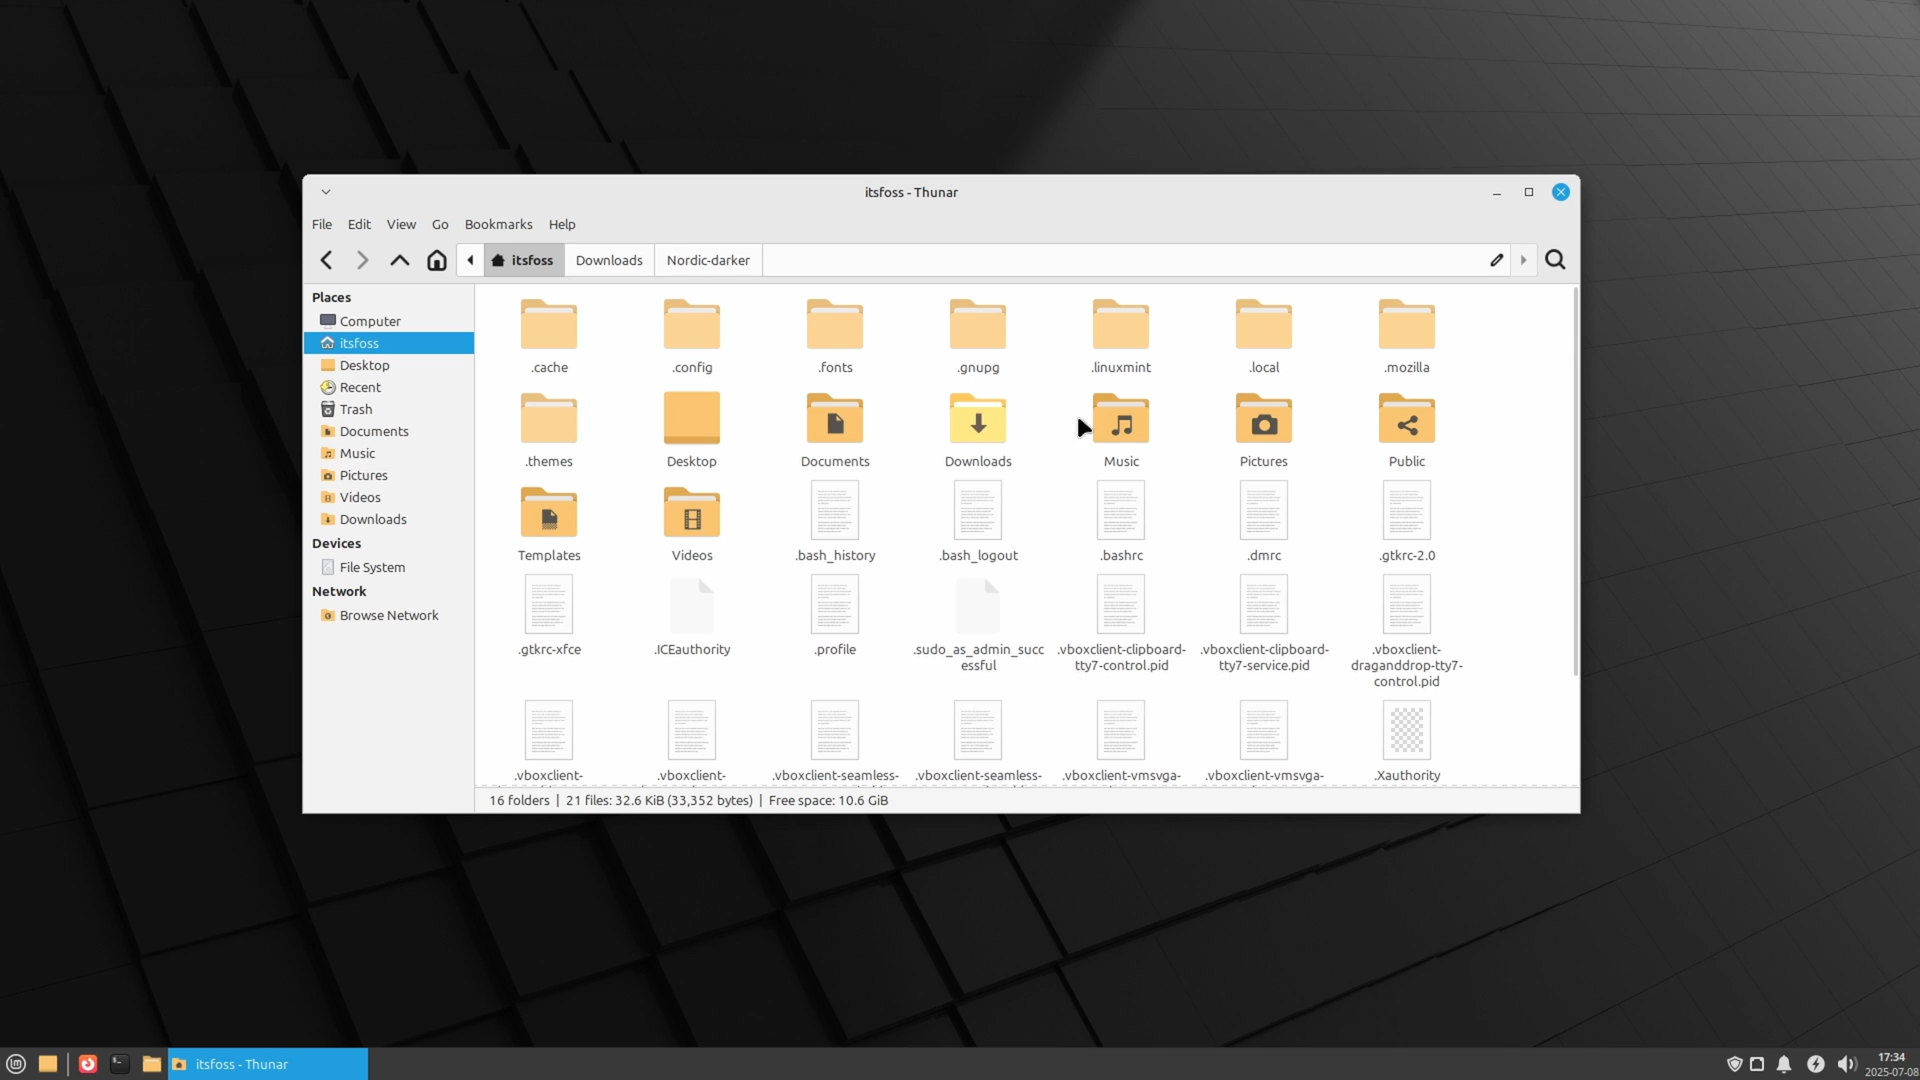 itsfoss - Thunar
File Edit View Go Bookmarks Help
itsfoss Downloads Nordic-darker
Places
Computer
itsfoss
Desktop
Recent
Trash
Documents
Music
Pictures
Videos
Downloads
Devices
File System
Network
Browse Network
.cache .config .fonts .gnupg .linuxmint .local .mozilla
.themes Desktop Documents Downloads Music Pictures Public
Templates Videos .bash_history .bash_logout .bashrc .dmrc .gtkrc-2.0
.gtkrc-xfce .ICEauthority .profile .sudo_as_admin_succ .vboxclient-clipboard- .vboxclient-clipboard- .vboxclient-
essful tty7-control.pid tty7-service.pid draganddrop-tty7-
control.pid
.vboxclient- .vboxclient- .vboxclient-seamless- .vboxclient-seamless- .vboxclient-vmsvga- .vboxclient-vmsvga- .Xauthority
16 folders | 21 files: 32.6 KiB (33,352 bytes) | Free space: 10.6 GiB
itsfoss - Thunar
17:34
2025-07-08